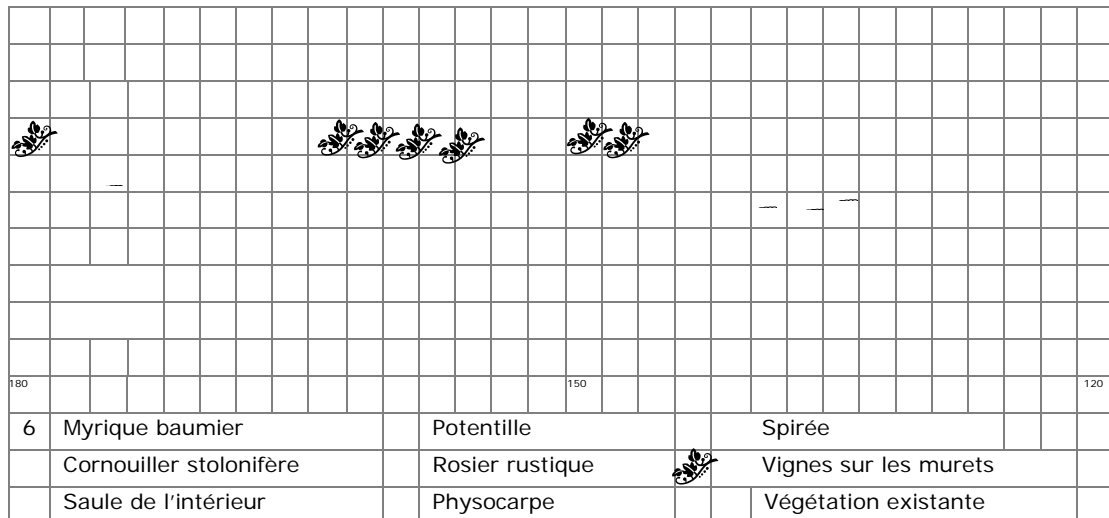 180 150 120
6 Myrique baumier Potentille Spirée
Cornouiller stolonifère Rosier rustique Vignes sur les murets
Saule de l'intérieur Physocarpe Végétation existante